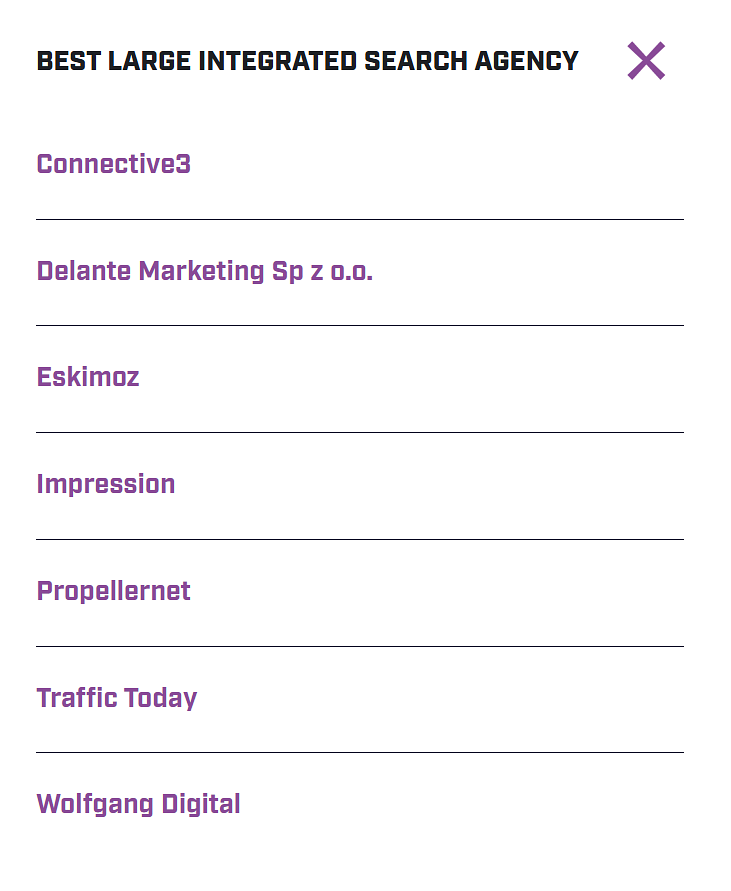 BEST LARGE INTEGRATED SEARCH AGENCY
Connective3
Delante Marketing Sp z o.o.
Eskimoz
Impression
Propellernet
Traffic Today
Wolfgang Digital